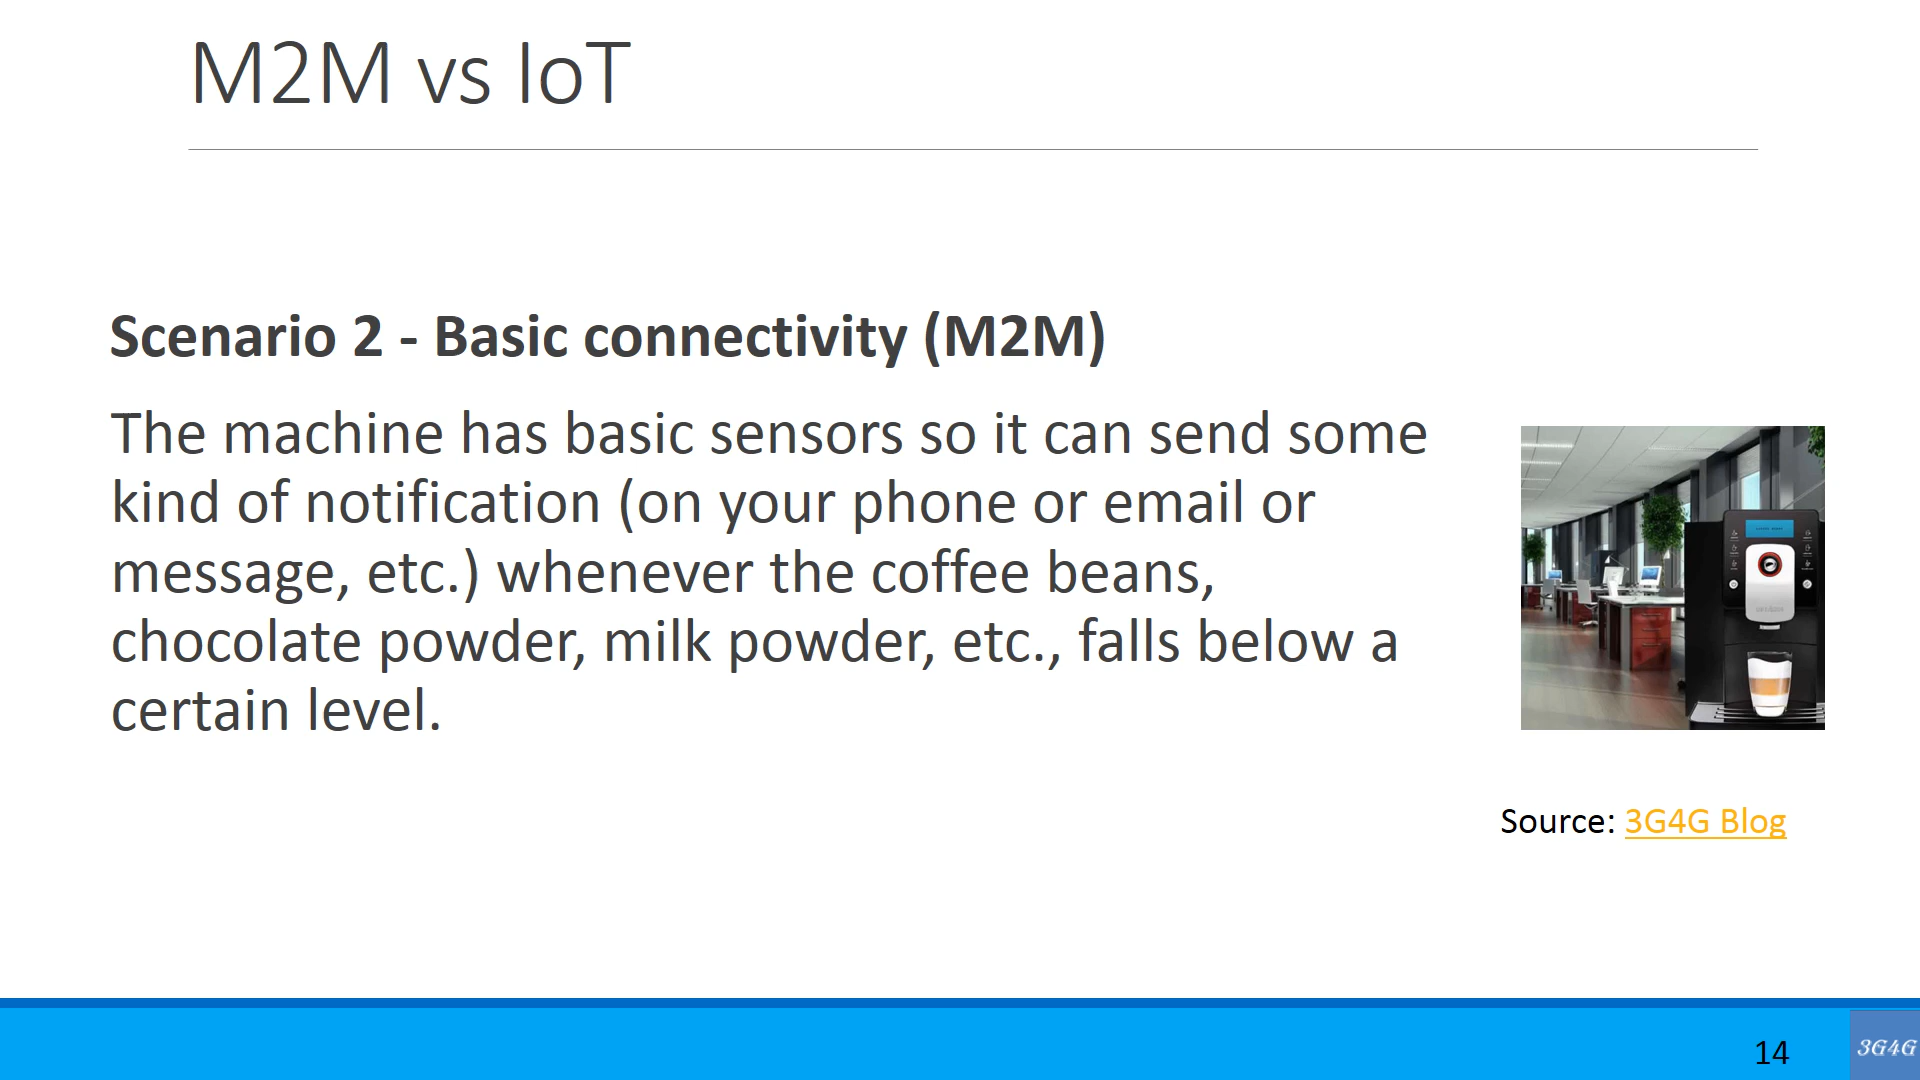 M2M vs IoT
Scenario 2 - Basic connectivity (M2M)
The machine has basic sensors so it can send some
kind of notification (on your phone or email or
message, etc.) whenever the coffee beans,
chocolate powder, milk powder, etc., falls below a
certain level.
Source: 3G4G Blog
14
3G4G